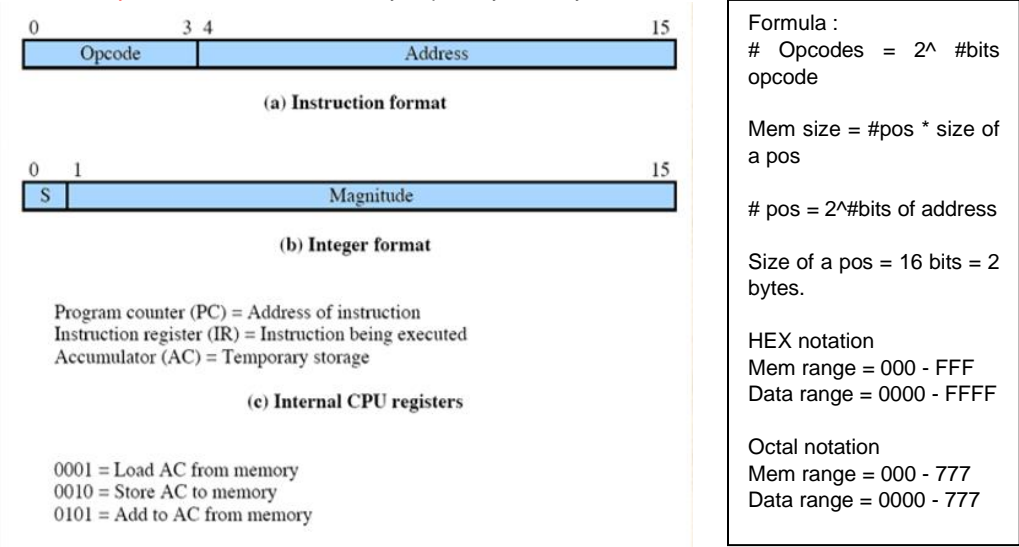 0 3 4 15
Opcode Address
(a) Instruction format
0 1 15
S Magnitude
(b) Integer format
Program counter (PC) = Address of instruction
Instruction register (IR) = Instruction being executed
Accumulator (AC) = Temporary storage
(c) Internal CPU registers
0001 = Load AC from memory
0010 = Store AC to memory
0101 = Add to AC from memory
Formula :
# Opcodes = 2^ #bits
opcode
Mem size = #pos * size of
a pos
# pos = 2^#bits of address
Size of a pos = 16 bits = 2
bytes.
HEX notation
Mem range = 000 - FFF
Data range = 0000 - FFFF
Octal notation
Mem range = 000 - 777
Data range = 0000 - 777